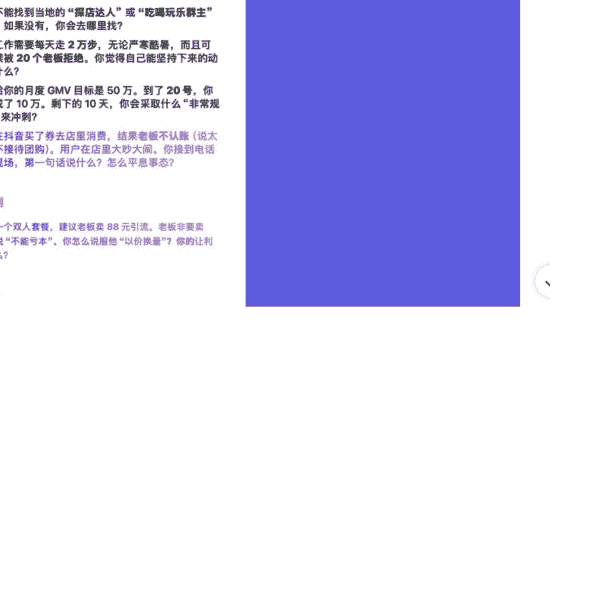 能找到当地的 “探店达人” 或 “吃喝玩乐群主”
如果没有，你会去哪里找？
作需要每天走 2 万步，无论严寒酷暑，而且可
被 20 个老板拒绝。你觉得自己能坚持下来的动
什么？
你的月度 GMV 目标是 50 万。到了 20 号，你
了 10 万。剩下的 10 天，你会采取什么 “非常规
来冲刺？
在抖音买了券去店里消费，结果老板不认账（说太
不接待团购）。用户在店里大吵大闹。你接到电话
现场，第一句话说什么？怎么平息事态？
一个双人套餐，建议老板卖 88 元引流。老板非要卖
说 “不能亏本”。你怎么说服他 “以价换量”？你的让利
么？